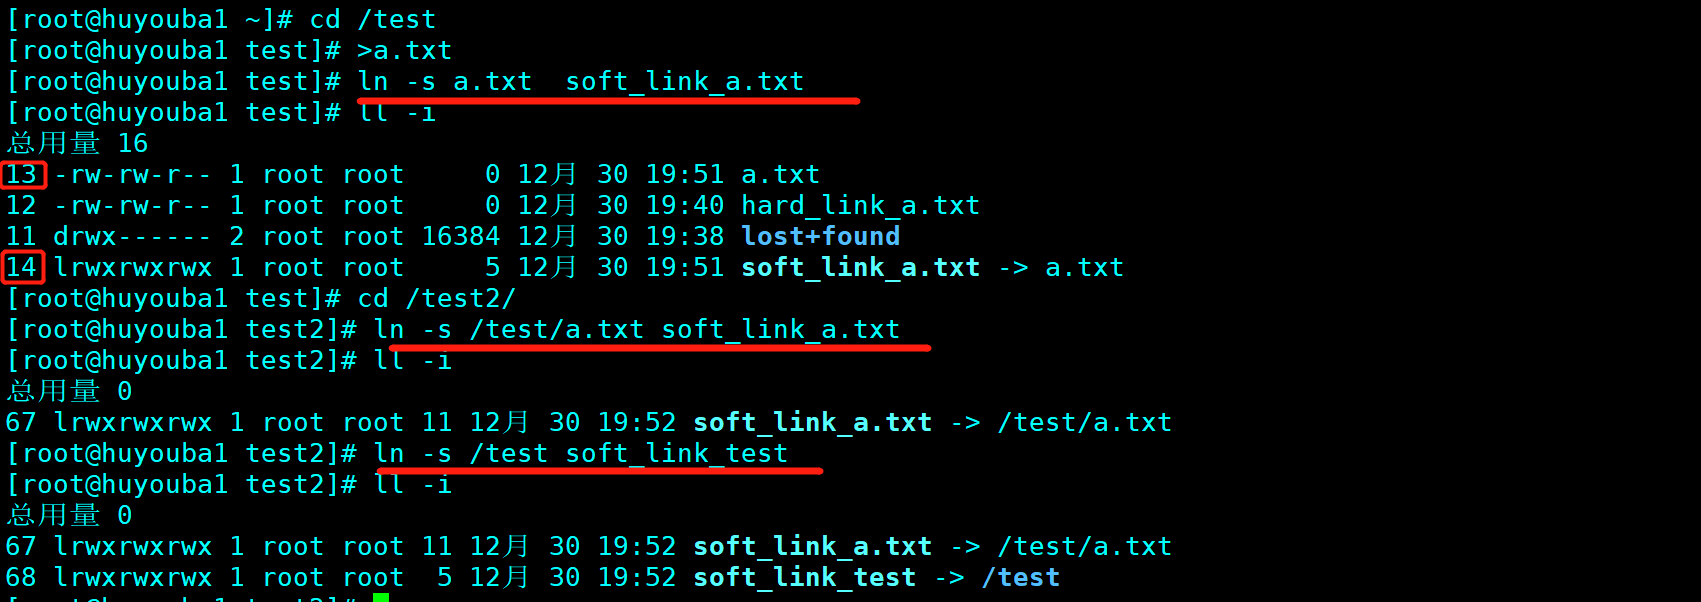 [root@huyouba1 ~]# cd /test
[root@huyouba1 test]# >a.txt
[root@huyouba1 test]# ln -s a.txt  soft_link_a.txt
[root@huyouba1 test]# ll -i
总用量 16
13 -rw-rw-r-- 1 root root     0 12月 30 19:51 a.txt
12 -rw-rw-r-- 1 root root     0 12月 30 19:40 hard_link_a.txt
11 drwx------ 2 root root 16384 12月 30 19:38 lost+found
14 lrwxrwxrwx 1 root root     5 12月 30 19:51 soft_link_a.txt -> a.txt
[root@huyouba1 test]# cd /test2/
[root@huyouba1 test2]# ln -s /test/a.txt soft_link_a.txt
[root@huyouba1 test2]# ll -i
总用量 0
67 lrwxrwxrwx 1 root root 11 12月 30 19:52 soft_link_a.txt -> /test/a.txt
[root@huyouba1 test2]# ln -s /test soft_link_test
[root@huyouba1 test2]# ll -i
总用量 0
67 lrwxrwxrwx 1 root root 11 12月 30 19:52 soft_link_a.txt -> /test/a.txt
68 lrwxrwxrwx 1 root root  5 12月 30 19:52 soft_link_test -> /test
[root@huyouba1 test2]#